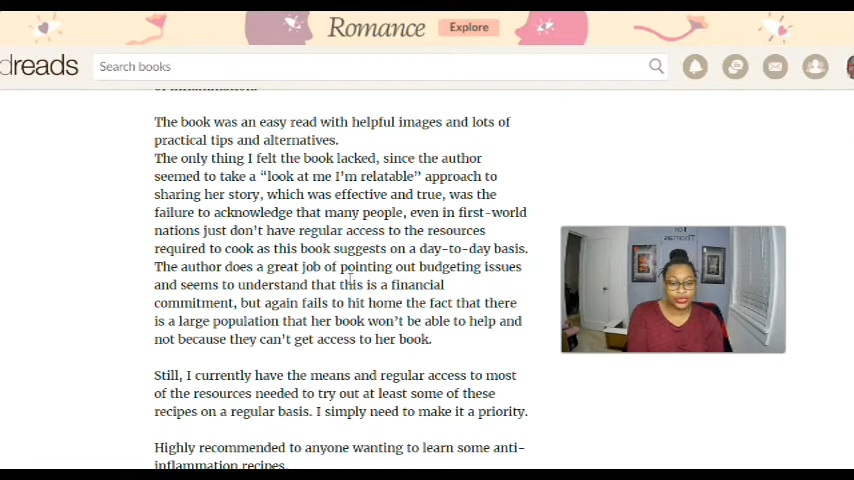 Romance
Explore
dreads
Search books
The book was an easy read with helpful images and lots of
practical tips and alternatives.
The only thing I felt the book lacked, since the author
seemed to take a “look at me I’m relatable” approach to
sharing her story, which was effective and true, was the
failure to acknowledge that many people, even in first-world
nations just don’t have regular access to the resources
required to cook as this book suggests on a day-to-day basis.
The author does a great job of pointing out budgeting issues
and seems to understand that this is a financial
commitment, but again fails to hit home the fact that there
is a large population that her book won’t be able to help and
not because they can’t get access to her book.
Still, I currently have the means and regular access to most
of the resources needed to try out at least some of these
recipes on a regular basis. I simply need to make it a priority.
Highly recommended to anyone wanting to learn some anti-
inflammation recipes.